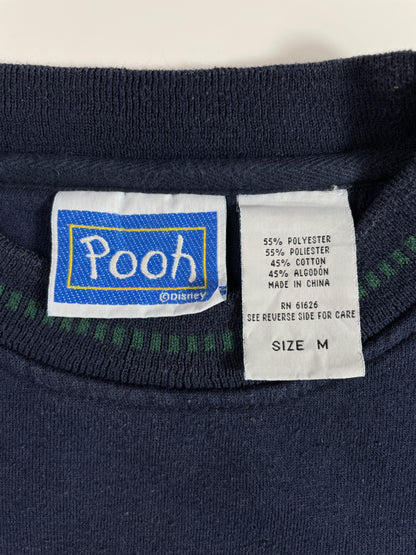 Pooh
©Disney
55% POLYESTER
55% POLIESTER
45% COTTON
45% ALGODÓN
MADE IN CHINA
RN 61626
SEE REVERSE SIDE FOR CARE
SIZE M